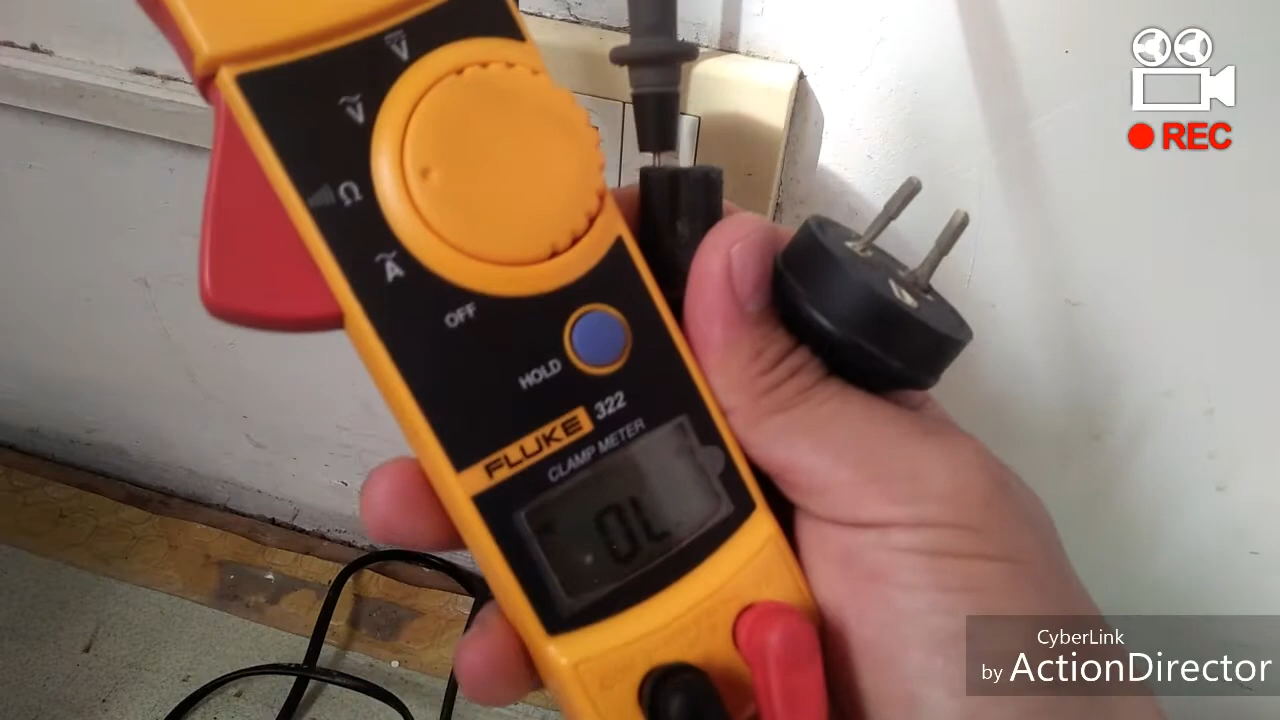 REC
V
V
Ω
A
OFF
HOLD
FLUKE 322
CLAMP METER
OL
CyberLink
by ActionDirector